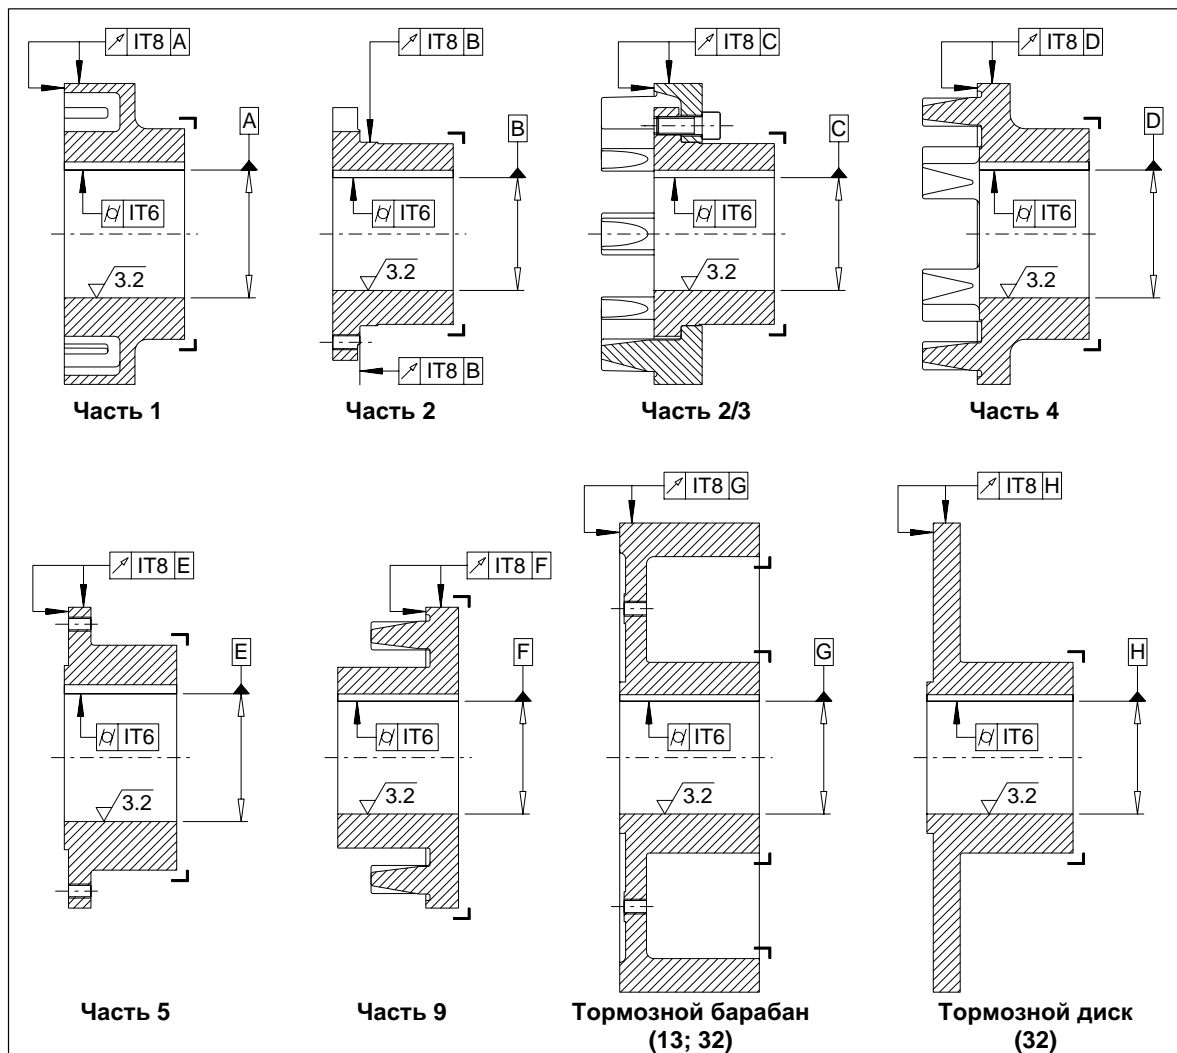 IT8 A
IT8 B
IT8 C
IT8 D
A
B
C
D
IT6
IT6
IT6
IT6
3.2
3.2
3.2
3.2
IT8 B
Часть 1
Часть 2
Часть 2/3
Часть 4
IT8 G
IT8 H
IT8 E
IT8 F
E
F
G
H
IT6
IT6
IT6
IT6
3.2
3.2
3.2
3.2
Часть 5
Часть 9
Тормозной барабан
(13; 32)
Тормозной диск
(32)